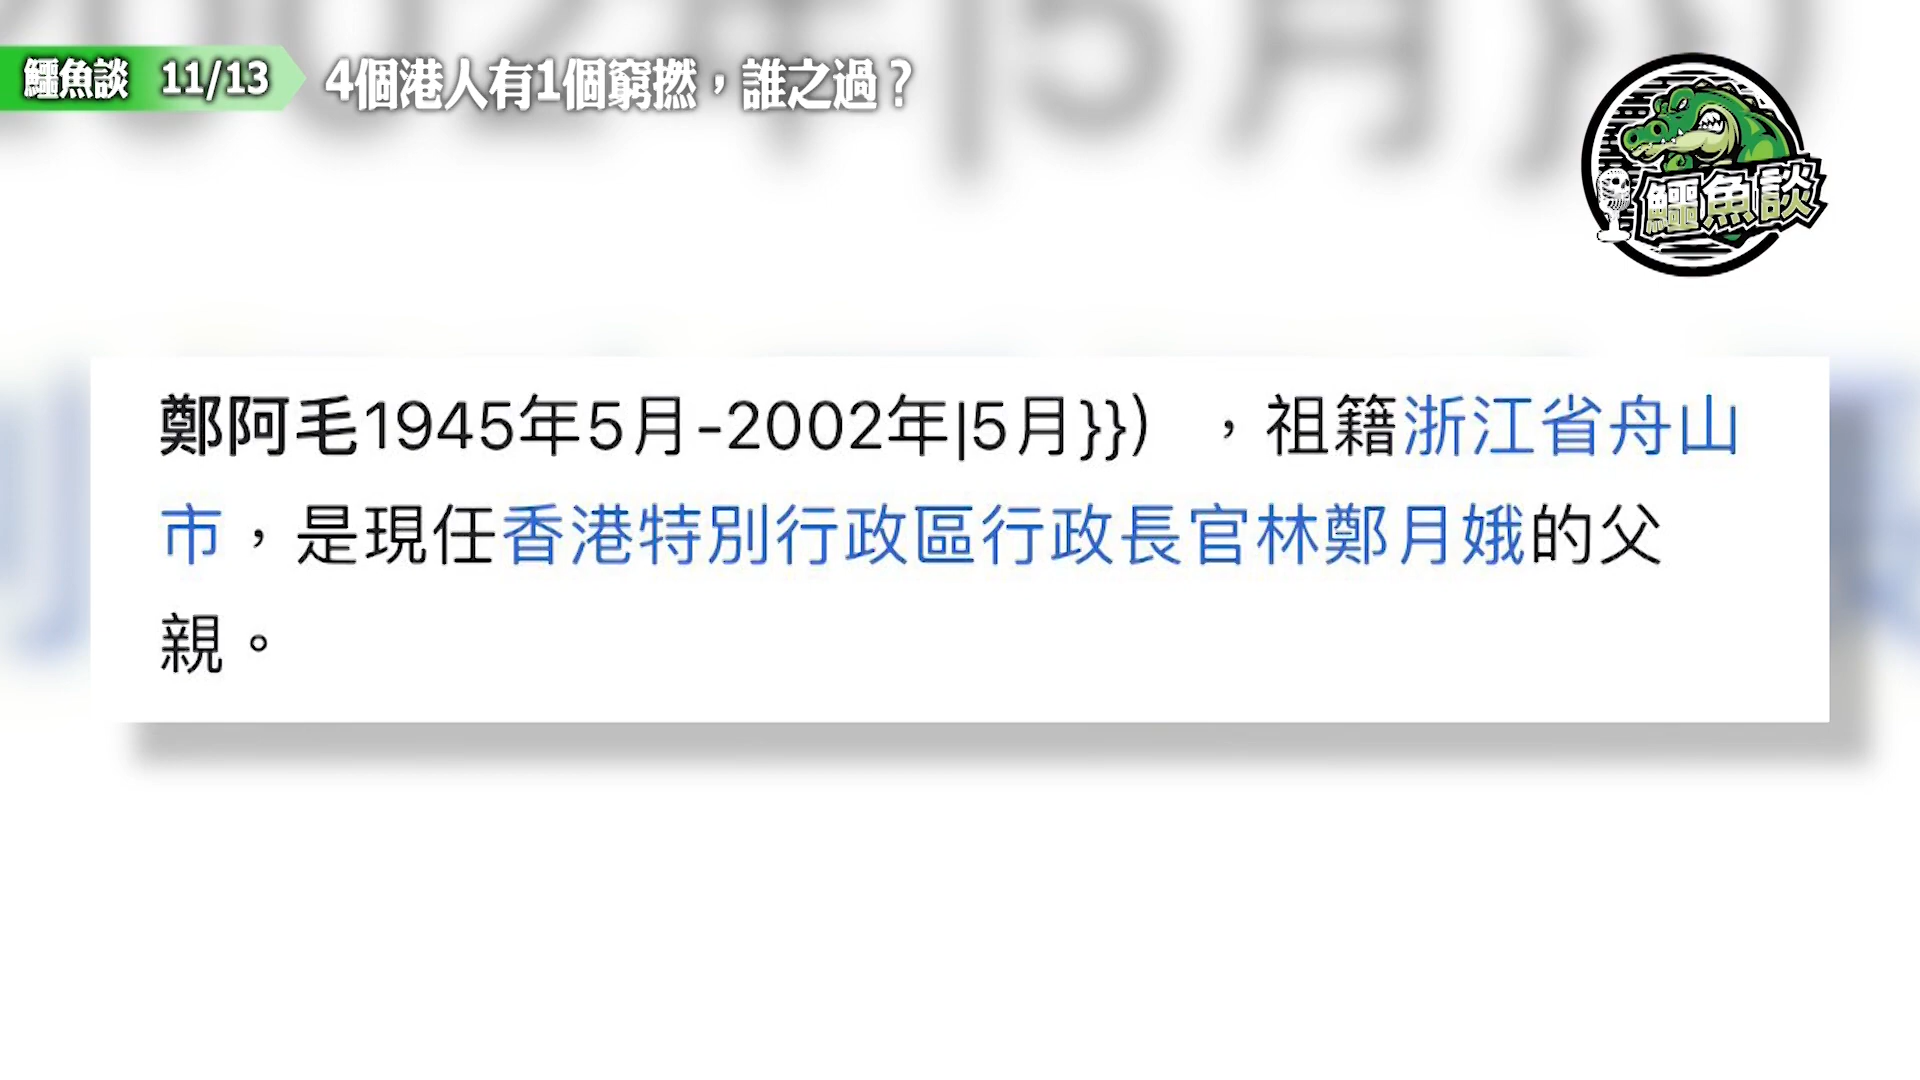 鱷魚談 11/13 4個港人有1個窮撚，誰之過？
鱷魚談
鄭阿毛1945年5月-2002年|5月}}），祖籍浙江省舟山
市，是現任香港特別行政區行政長官林鄭月娥的父
親。